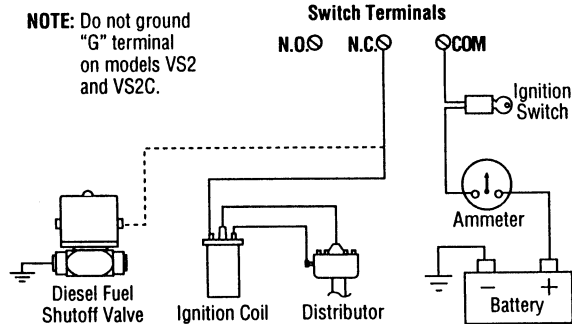 Switch Terminals
NOTE: Do not ground
"G" terminal
on models VS2
and VS2C.
N.O. N.C. COM
Ignition
Switch
Ammeter
Diesel Fuel
Shutoff Valve
Ignition Coil
Distributor
− +
Battery